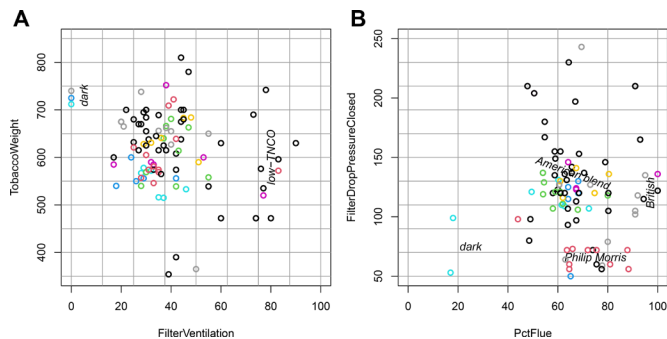 A
B
800
700
600
500
400
TobaccoWeight
dark
low−TNCO
0
20
40
60
80
100
FilterVentilation
250
200
150
100
50
FilterDropPressureClosed
American blend
British
dark
Philip Morris
20
40
60
80
100
PctFlue